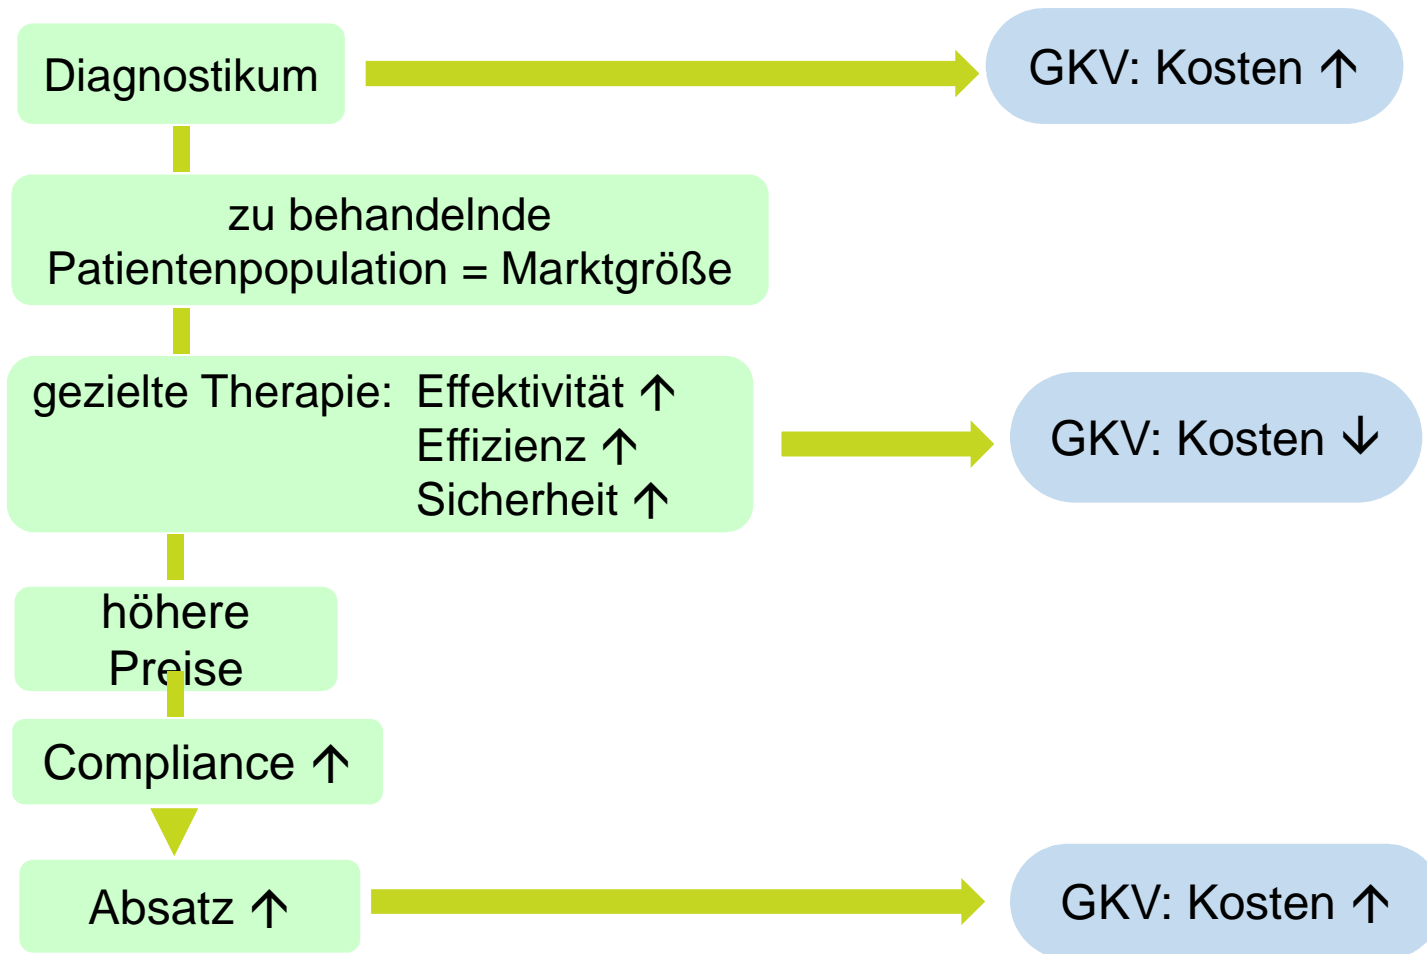 Diagnostikum
GKV: Kosten ↑
zu behandelnde
Patientenpopulation = Marktgröße
gezielte Therapie: Effektivität ↑
Effizienz ↑
Sicherheit ↑
GKV: Kosten ↓
höhere
Preise
Compliance ↑
Absatz ↑
GKV: Kosten ↑